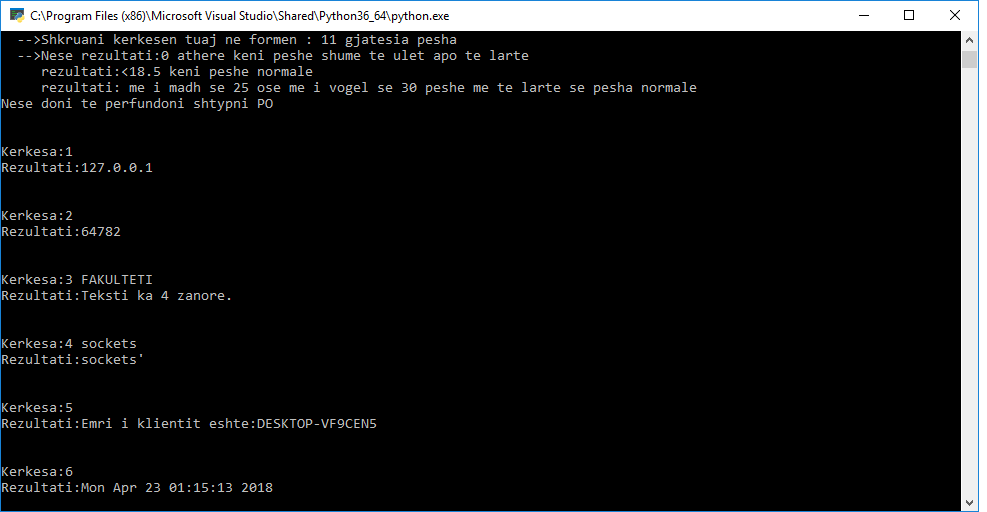 C:\Program Files (x86)\Microsoft Visual Studio\Shared\Python36_64\python.exe
-->Shkruani kerkesen tuaj ne formen : 11 gjatesia pesha
-->Nese rezultati:0 athere keni peshe shume te ulet apo te larte
rezultati:<18.5 keni peshe normale
rezultati: me i madh se 25 ose me i vogel se 30 peshe me te larte se pesha normale
Nese doni te perfundoni shtypni PO
Kerkesa:1
Rezultati:127.0.0.1
Kerkesa:2
Rezultati:64782
Kerkesa:3 FAKULTETI
Rezultati:Teksti ka 4 zanore.
Kerkesa:4 sockets
Rezultati:sockets'
Kerkesa:5
Rezultati:Emri i klientit eshte:DESKTOP-VF9CEN5
Kerkesa:6
Rezultati:Mon Apr 23 01:15:13 2018